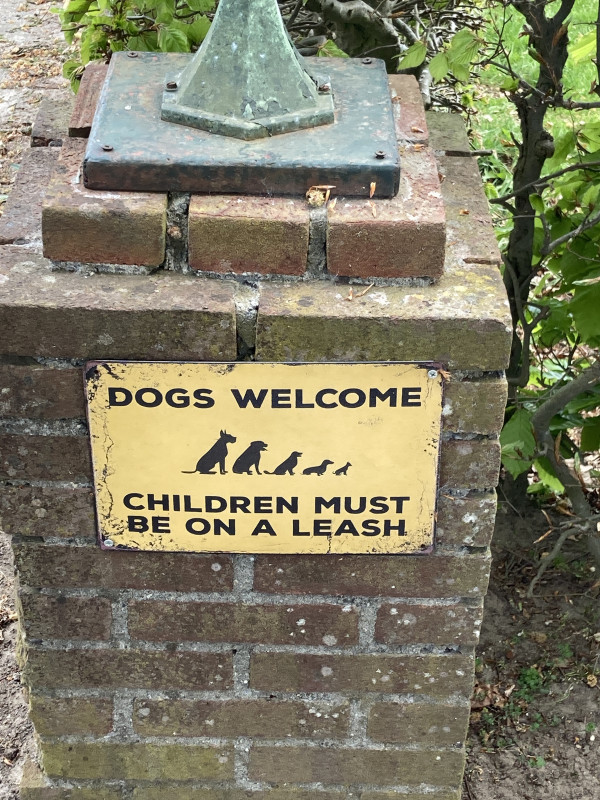 DOGS WELCOME
CHILDREN MUST
BE ON A LEASH